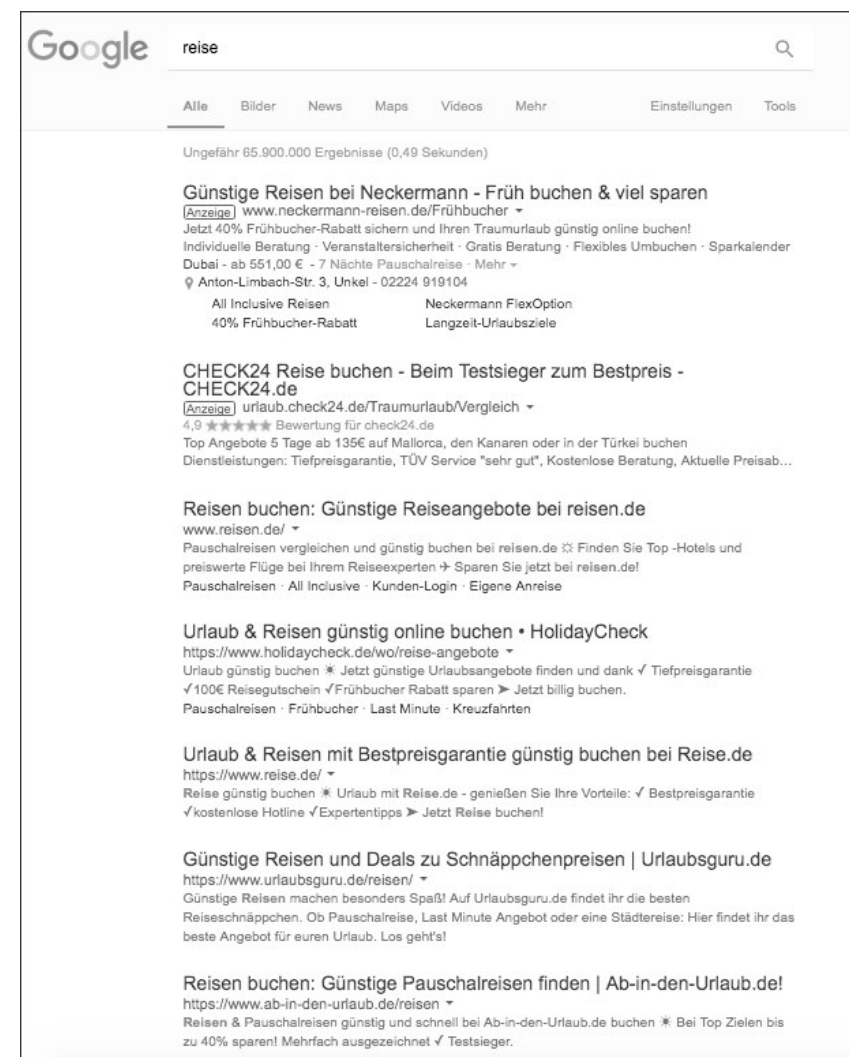 Google
reise
Alle Bilder News Maps Videos Mehr Einstellungen Tools
Ungefähr 65.900.000 Ergebnisse (0,49 Sekunden)
Günstige Reisen bei Neckermann - Früh buchen & viel sparen
Anzeige www.neckermann-reisen.de/Frühbucher
Jetzt 40% Frühbucher-Rabatt sichern und Ihren Traumurlaub günstig online buchen!
Individuelle Beratung · Veranstaltersicherheit · Gratis Beratung · Flexibles Umbuchen · Sparkalender
Dubai - ab 551,00 € - 7 Nächte Pauschalreise · Mehr
Anton-Limbach-Str. 3, Unkel - 02224 919104
All Inclusive Reisen Neckermann FlexOption
40% Frühbucher-Rabatt Langzeit-Urlaubsziele
CHECK24 Reise buchen - Beim Testsieger zum Bestpreis -
CHECK24.de
Anzeige urlaub.check24.de/Traumurlaub/Vergleich
4,9 ★★★★★ Bewertung für check24.de
Top Angebote 5 Tage ab 135€ auf Mallorca, den Kanaren oder in der Türkei buchen
Dienstleistungen: Tiefpreisgarantie, TÜV Service "sehr gut", Kostenlose Beratung, Aktuelle Preisab...
Reisen buchen: Günstige Reiseangebote bei reisen.de
www.reisen.de/
Pauschalreisen vergleichen und günstig buchen bei reisen.de ☼ Finden Sie Top -Hotels und
preiswerte Flüge bei Ihrem Reiseexperten ✈ Sparen Sie jetzt bei reisen.de!
Pauschalreisen · All Inclusive · Kunden-Login · Eigene Anreise
Urlaub & Reisen günstig online buchen • HolidayCheck
https://www.holidaycheck.de/wo/reise-angebote
Urlaub günstig buchen ☀ Jetzt günstige Urlaubsangebote finden und dank ✓ Tiefpreisgarantie
✓100€ Reisegutschein ✓Frühbucher Rabatt sparen ➤ Jetzt billig buchen.
Pauschalreisen · Frühbucher · Last Minute · Kreuzfahrten
Urlaub & Reisen mit Bestpreisgarantie günstig buchen bei Reise.de
https://www.reise.de/
Reise günstig buchen ☀ Urlaub mit Reise.de - genießen Sie Ihre Vorteile: ✓ Bestpreisgarantie
✓kostenlose Hotline ✓Expertentipps ➤ Jetzt Reise buchen!
Günstige Reisen und Deals zu Schnäppchenpreisen | Urlaubsguru.de
https://www.urlaubsguru.de/reisen/
Günstige Reisen machen besonders Spaß! Auf Urlaubsguru.de findet ihr die besten
Reiseschnäppchen. Ob Pauschalreise, Last Minute Angebot oder eine Städtereise: Hier findet ihr das
beste Angebot für euren Urlaub. Los geht's!
Reisen buchen: Günstige Pauschalreisen finden | Ab-in-den-Urlaub.de!
https://www.ab-in-den-urlaub.de/reisen
Reisen & Pauschalreisen günstig und schnell bei Ab-in-den-Urlaub.de buchen ☀ Bei Top Zielen bis
zu 40% sparen! Mehrfach ausgezeichnet ✓ Testsieger.